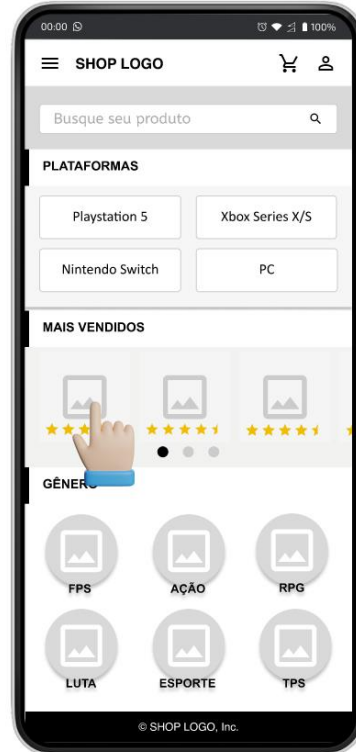 00:00 100%
SHOP LOGO
Busque seu produto
PLATAFORMAS
Playstation 5 Xbox Series X/S
Nintendo Switch PC
MAIS VENDIDOS
FPS AÇÃO RPG
LUTA ESPORTE TPS
© SHOP LOGO, Inc.